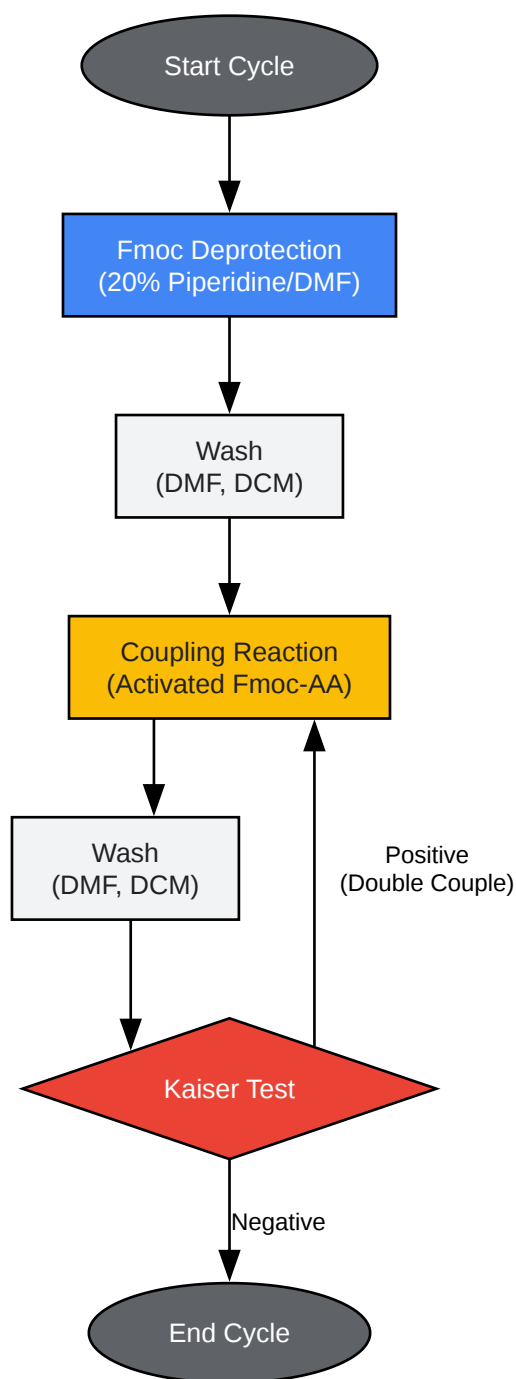 Start Cycle
Fmoc Deprotection
(20% Piperidine/DMF)
Wash
(DMF, DCM)
Coupling Reaction
(Activated Fmoc-AA)
Wash
(DMF, DCM)
Positive
(Double Couple)
Kaiser Test
Negative
End Cycle